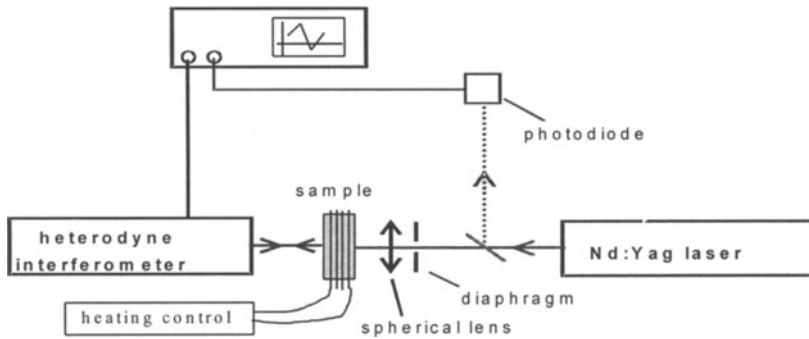 photodiode
sample
heterodyne
interferometer
Nd:Yag laser
diaphragm
spherical lens
heating control